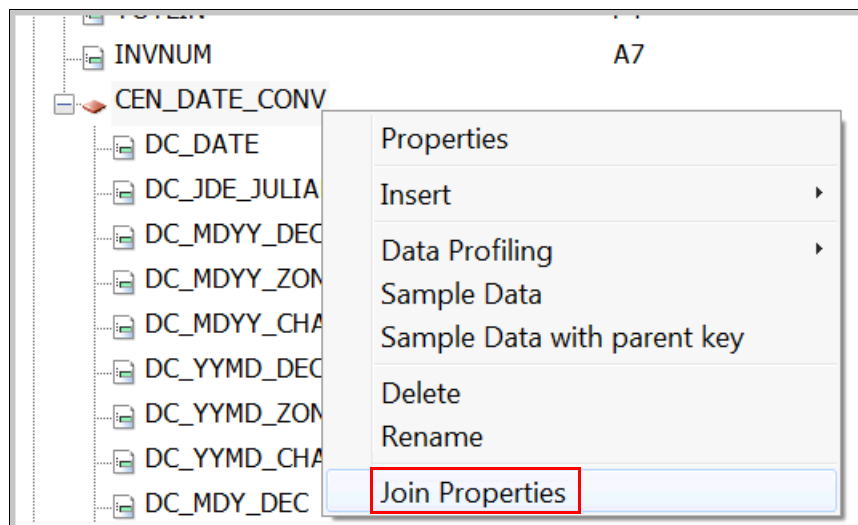 INVNUM A7
CEN_DATE_CONV
DC_DATE
DC_JDE_JULIA
DC_MDYY_DEC
DC_MDYY_ZON
DC_MDYY_CHA
DC_YYMD_DEC
DC_YYMD_ZON
DC_YYMD_CHA
DC_MDY_DEC
Properties
Insert
Data Profiling
Sample Data
Sample Data with parent key
Delete
Rename
Join Properties